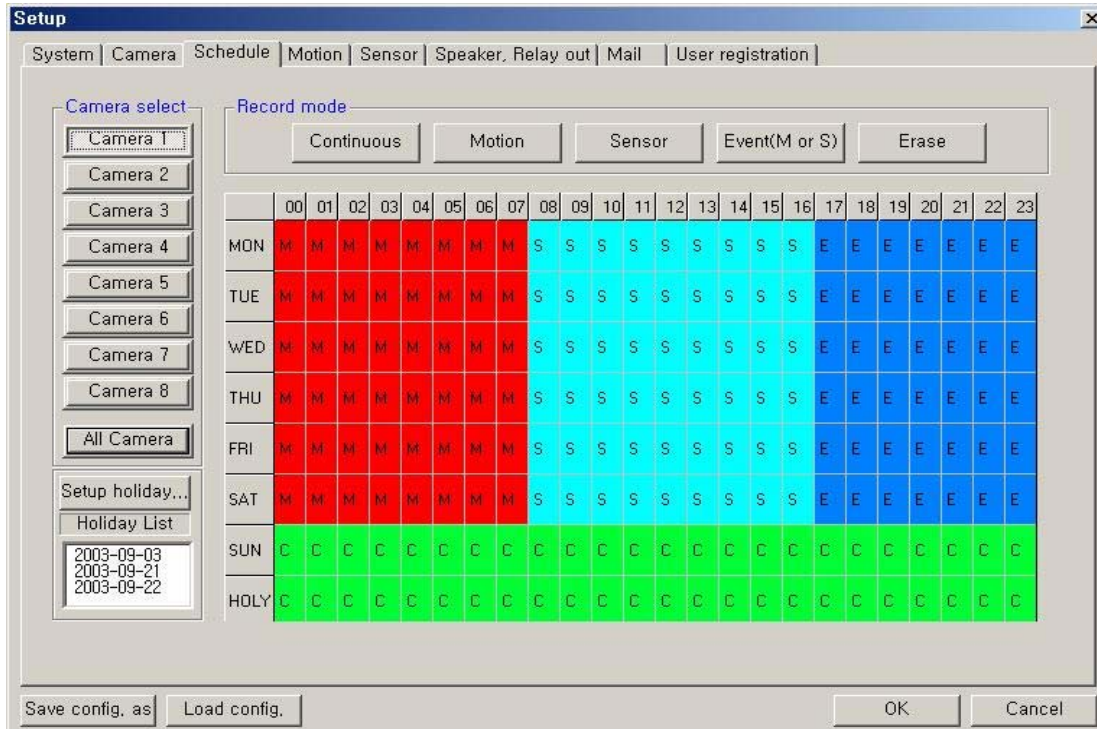 Setup
System Camera Schedule Motion Sensor Speaker, Relay out Mail User registration
Camera select
Camera 1
Camera 2
Camera 3
Camera 4
Camera 5
Camera 6
Camera 7
Camera 8
All Camera
Setup holiday...
Holiday List
2003-09-03
2003-09-21
2003-09-22
Record mode
Continuous Motion Sensor Event(M or S) Erase
00 01 02 03 04 05 06 07 08 09 10 11 12 13 14 15 16 17 18 19 20 21 22 23
MON M M M M M M M M S S S S S S S S S E E E E E E E
TUE M M M M M M M M S S S S S S S S S E E E E E E E
WED M M M M M M M M S S S S S S S S S E E E E E E E
THU M M M M M M M M S S S S S S S S S E E E E E E E
FRI M M M M M M M M S S S S S S S S S E E E E E E E
SAT M M M M M M M M S S S S S S S S S E E E E E E E
SUN C C C C C C C C C C C C C C C C C C C C C C C C
HOLY C C C C C C C C C C C C C C C C C C C C C C C C
Save config, as Load config, OK Cancel